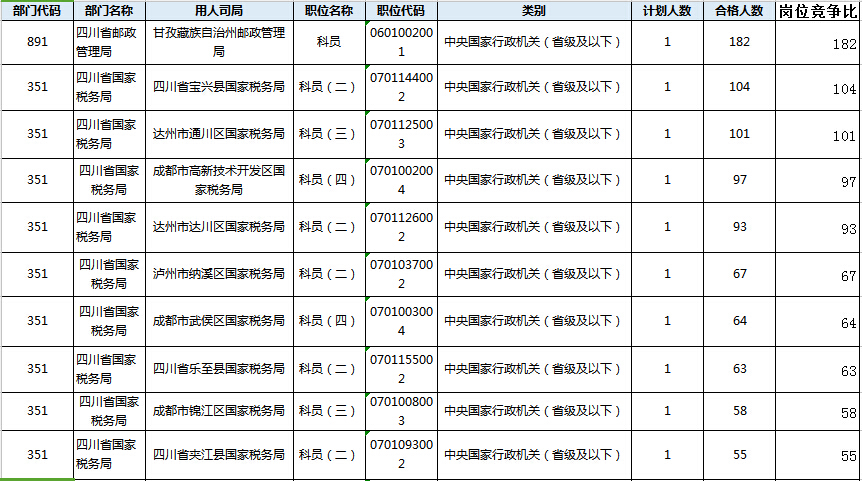 部门代码 部门名称 用人司局 职位名称 职位代码 类别 计划人数 合格人数 岗位竞争比
891 四川省邮政管理局 甘孜藏族自治州邮政管理局 科员 0601002001 中央国家行政机关（省级及以下） 1 182 182
351 四川省国家税务局 四川省宝兴县国家税务局 科员（二） 0701144002 中央国家行政机关（省级及以下） 1 104 104
351 四川省国家税务局 达州市通川区国家税务局 科员（三） 0701125003 中央国家行政机关（省级及以下） 1 101 101
351 四川省国家税务局 成都市高新技术开发区国家税务局 科员（四） 0701002004 中央国家行政机关（省级及以下） 1 97 97
351 四川省国家税务局 达州市达川区国家税务局 科员（二） 0701126002 中央国家行政机关（省级及以下） 1 93 93
351 四川省国家税务局 泸州市纳溪区国家税务局 科员（二） 0701037002 中央国家行政机关（省级及以下） 1 67 67
351 四川省国家税务局 成都市武侯区国家税务局 科员（四） 0701003004 中央国家行政机关（省级及以下） 1 64 64
351 四川省国家税务局 四川省乐至县国家税务局 科员（二） 0701155002 中央国家行政机关（省级及以下） 1 63 63
351 四川省国家税务局 成都市锦江区国家税务局 科员（三） 0701008003 中央国家行政机关（省级及以下） 1 58 58
351 四川省国家税务局 四川省夹江县国家税务局 科员（二） 0701093002 中央国家行政机关（省级及以下） 1 55 55